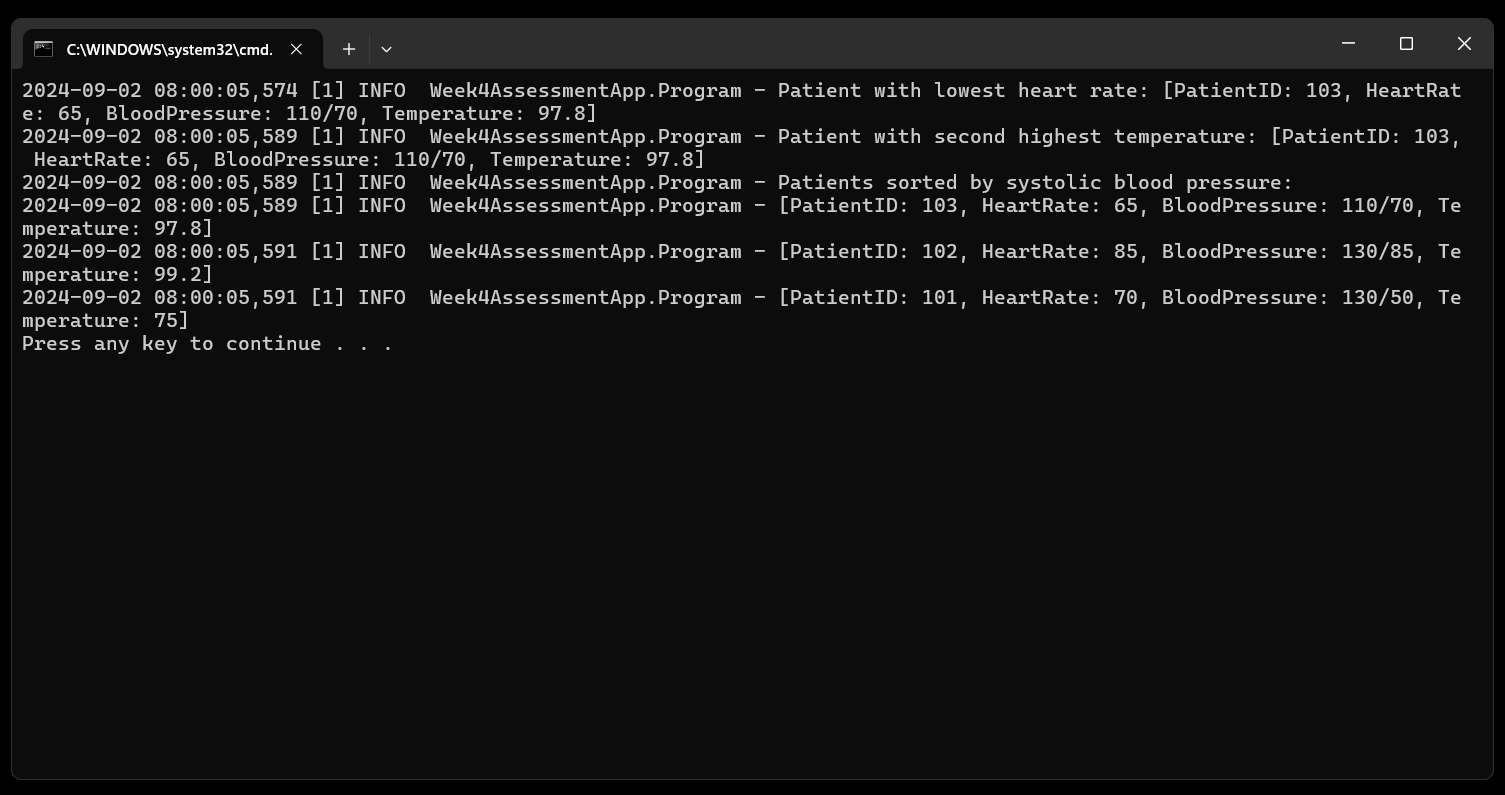 C:\WINDOWS\system32\cmd.
2024-09-02 08:00:05,574 [1] INFO  Week4AssessmentApp.Program - Patient with lowest heart rate: [PatientID: 103, HeartRat
e: 65, BloodPressure: 110/70, Temperature: 97.8]
2024-09-02 08:00:05,589 [1] INFO  Week4AssessmentApp.Program - Patient with second highest temperature: [PatientID: 103,
 HeartRate: 65, BloodPressure: 110/70, Temperature: 97.8]
2024-09-02 08:00:05,589 [1] INFO  Week4AssessmentApp.Program - Patients sorted by systolic blood pressure:
2024-09-02 08:00:05,589 [1] INFO  Week4AssessmentApp.Program - [PatientID: 103, HeartRate: 65, BloodPressure: 110/70, Te
mperature: 97.8]
2024-09-02 08:00:05,591 [1] INFO  Week4AssessmentApp.Program - [PatientID: 102, HeartRate: 85, BloodPressure: 130/85, Te
mperature: 99.2]
2024-09-02 08:00:05,591 [1] INFO  Week4AssessmentApp.Program - [PatientID: 101, HeartRate: 70, BloodPressure: 130/50, Te
mperature: 75]
Press any key to continue . . .